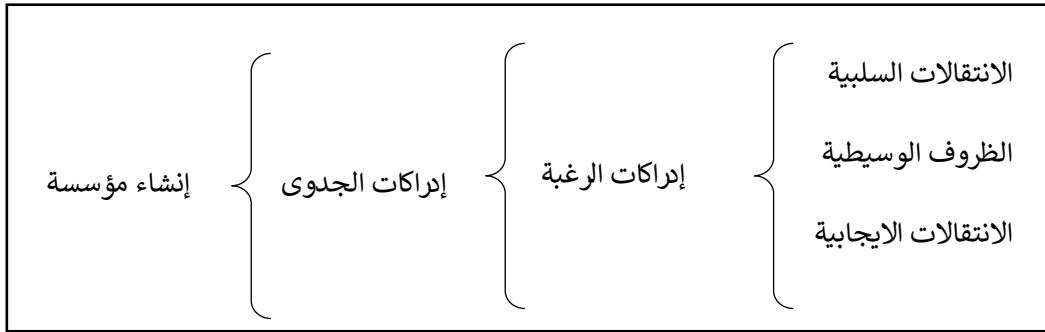 الانتقالات السلبية
الظروف الوسيطية
الانتقالات الايجابية
إدراكات الرغبة
إدراكات الجدوى
إنشاء مؤسسة